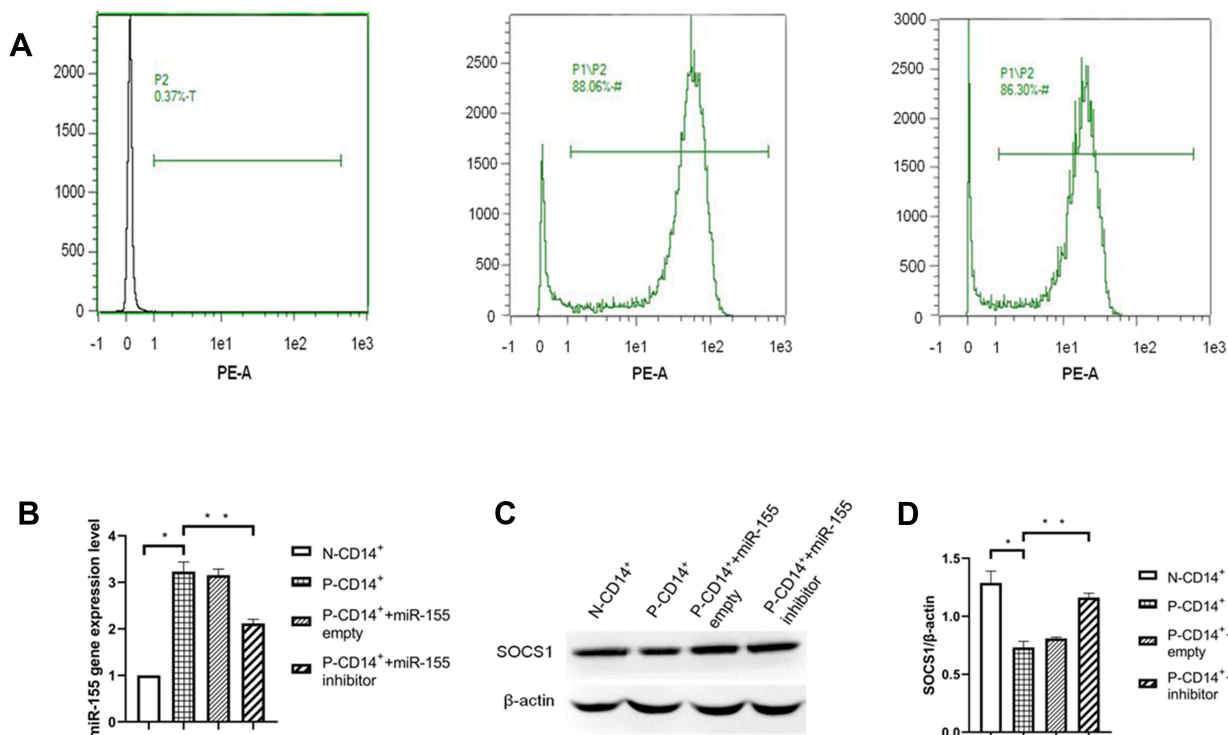 A
P2
0.37%-T
2000
1500
1000
500
0
-1 0 1 1e1 1e2 1e3
PE-A
P1\P2
88.06%-#
2500
2000
1500
1000
500
0
-1 0 1 1e1 1e2 1e3
PE-A
P1\P2
86.30%-#
3000
2500
2000
1500
1000
500
0
-1 0 1 1e1 1e2 1e3
PE-A
B
miR-155 gene expression level
4
3
2
1
0
*
* *
N-CD14⁺
P-CD14⁺
P-CD14⁺+miR-155
empty
P-CD14⁺+miR-155
inhibitor
C
N-CD14⁺
P-CD14⁺
P-CD14⁺+miR-155
empty
P-CD14⁺+miR-155
inhibitor
SOCS1
β-actin
D
SOCS1/β-actin
1.5
1.0
0.5
0.0
*
* *
N-CD14⁺
P-CD14⁺
P-CD14⁺
empty
P-CD14⁺
inhibitor